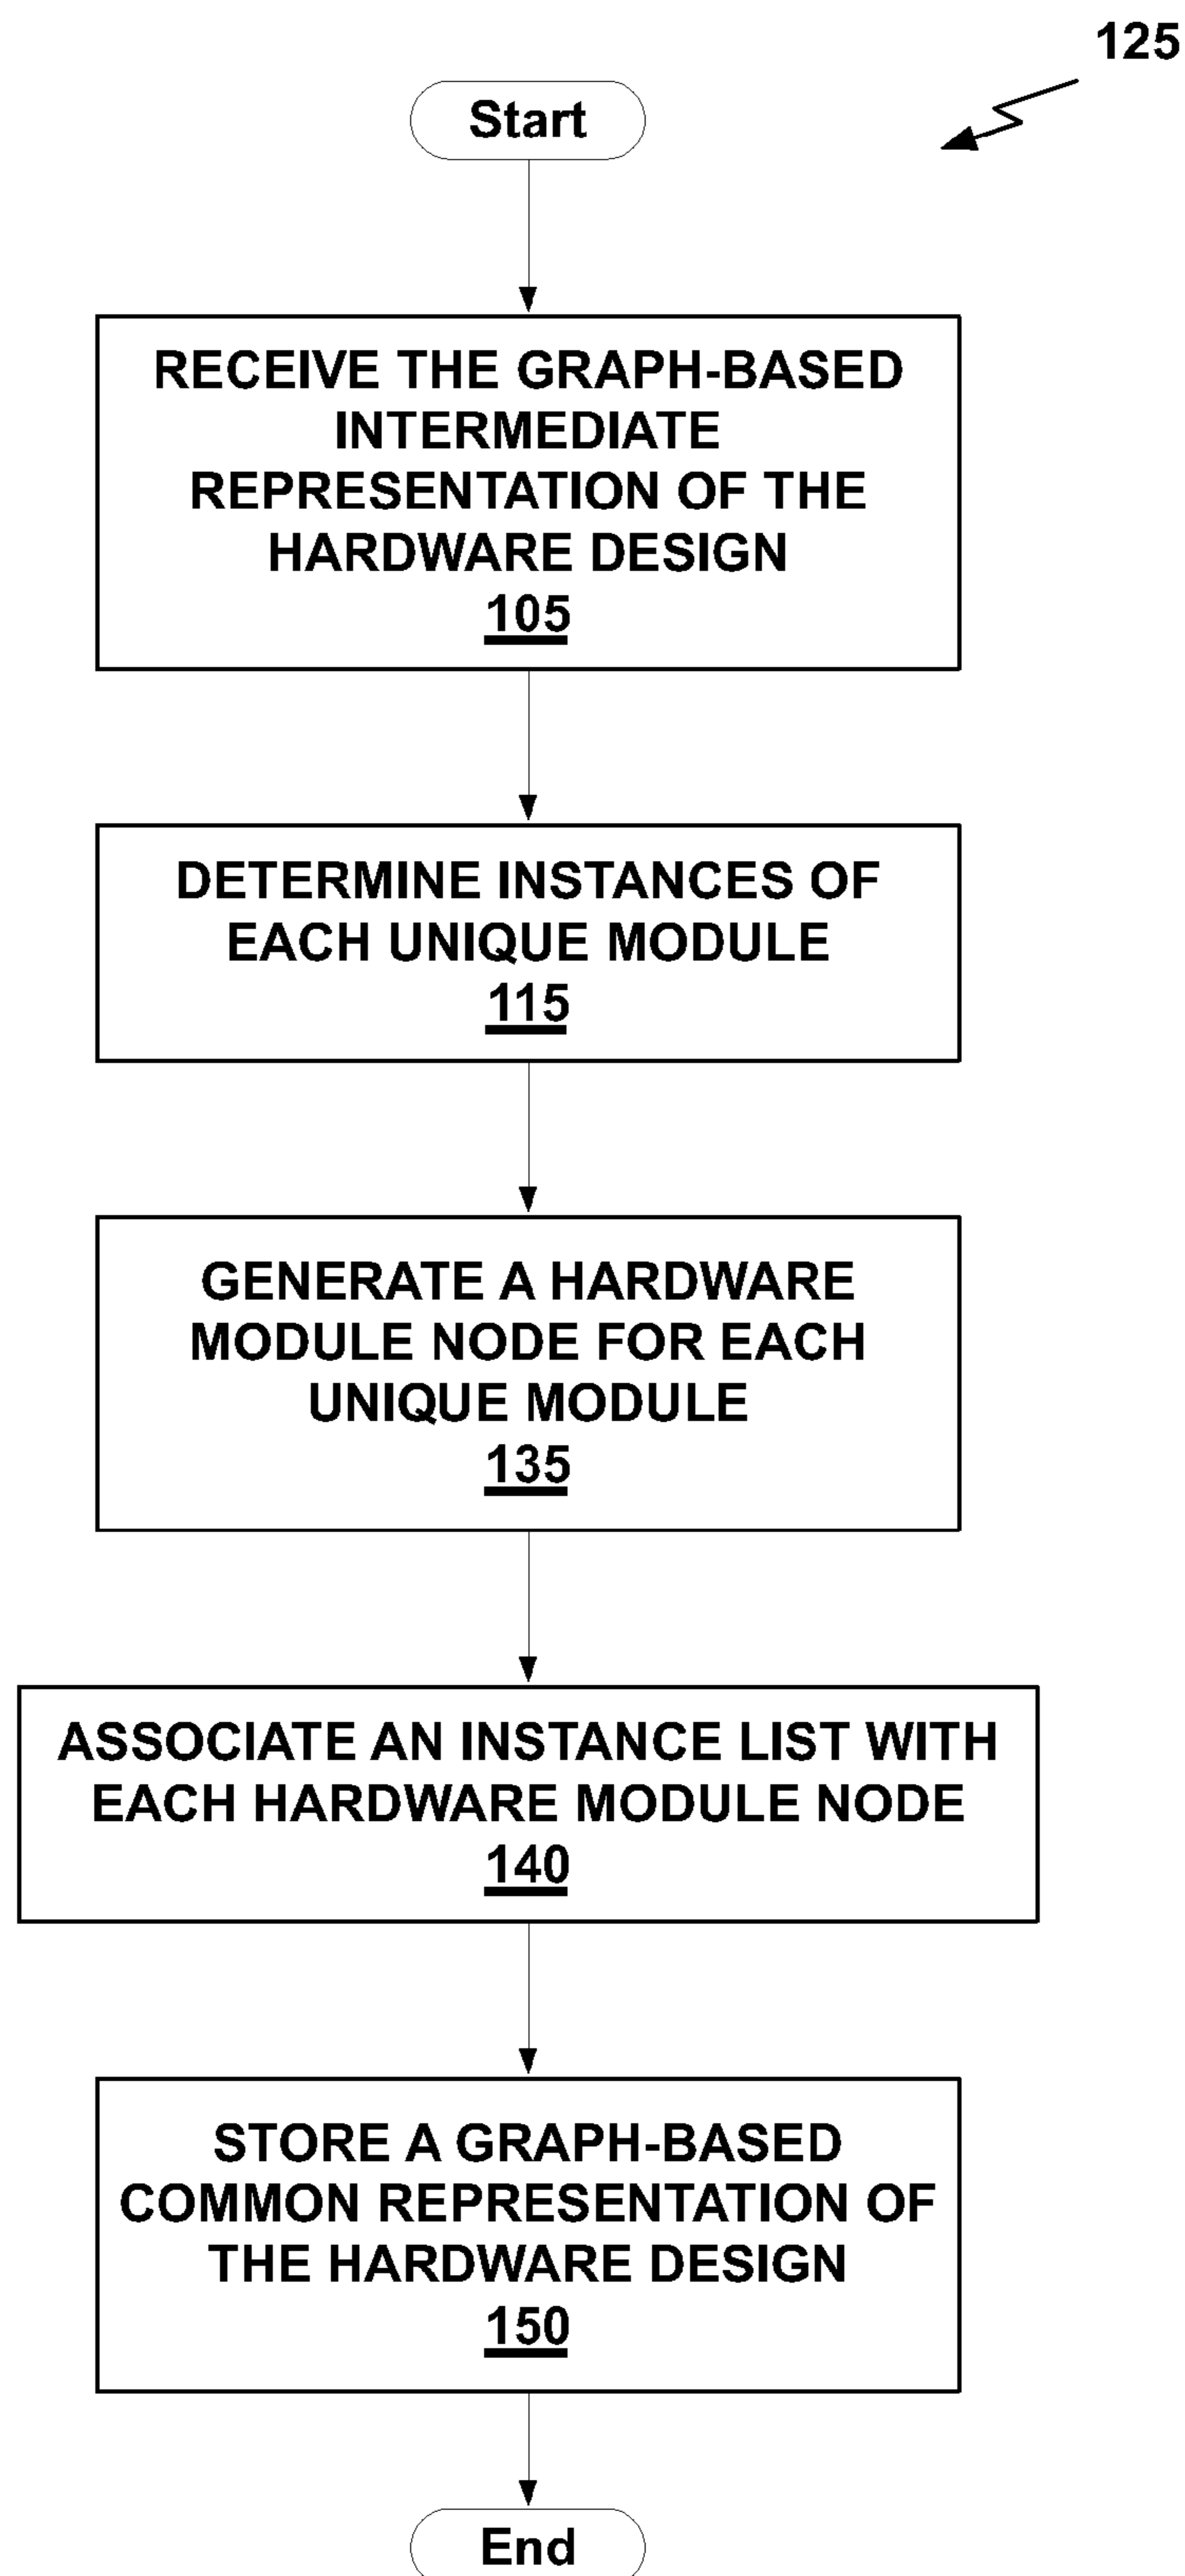 125
Start
RECEIVE THE GRAPH-BASED
INTERMEDIATE
REPRESENTATION OF THE
HARDWARE DESIGN
105
DETERMINE INSTANCES OF
EACH UNIQUE MODULE
115
GENERATE A HARDWARE
MODULE NODE FOR EACH
UNIQUE MODULE
135
ASSOCIATE AN INSTANCE LIST WITH
EACH HARDWARE MODULE NODE
140
STORE A GRAPH-BASED
COMMON REPRESENTATION OF
THE HARDWARE DESIGN
150
End